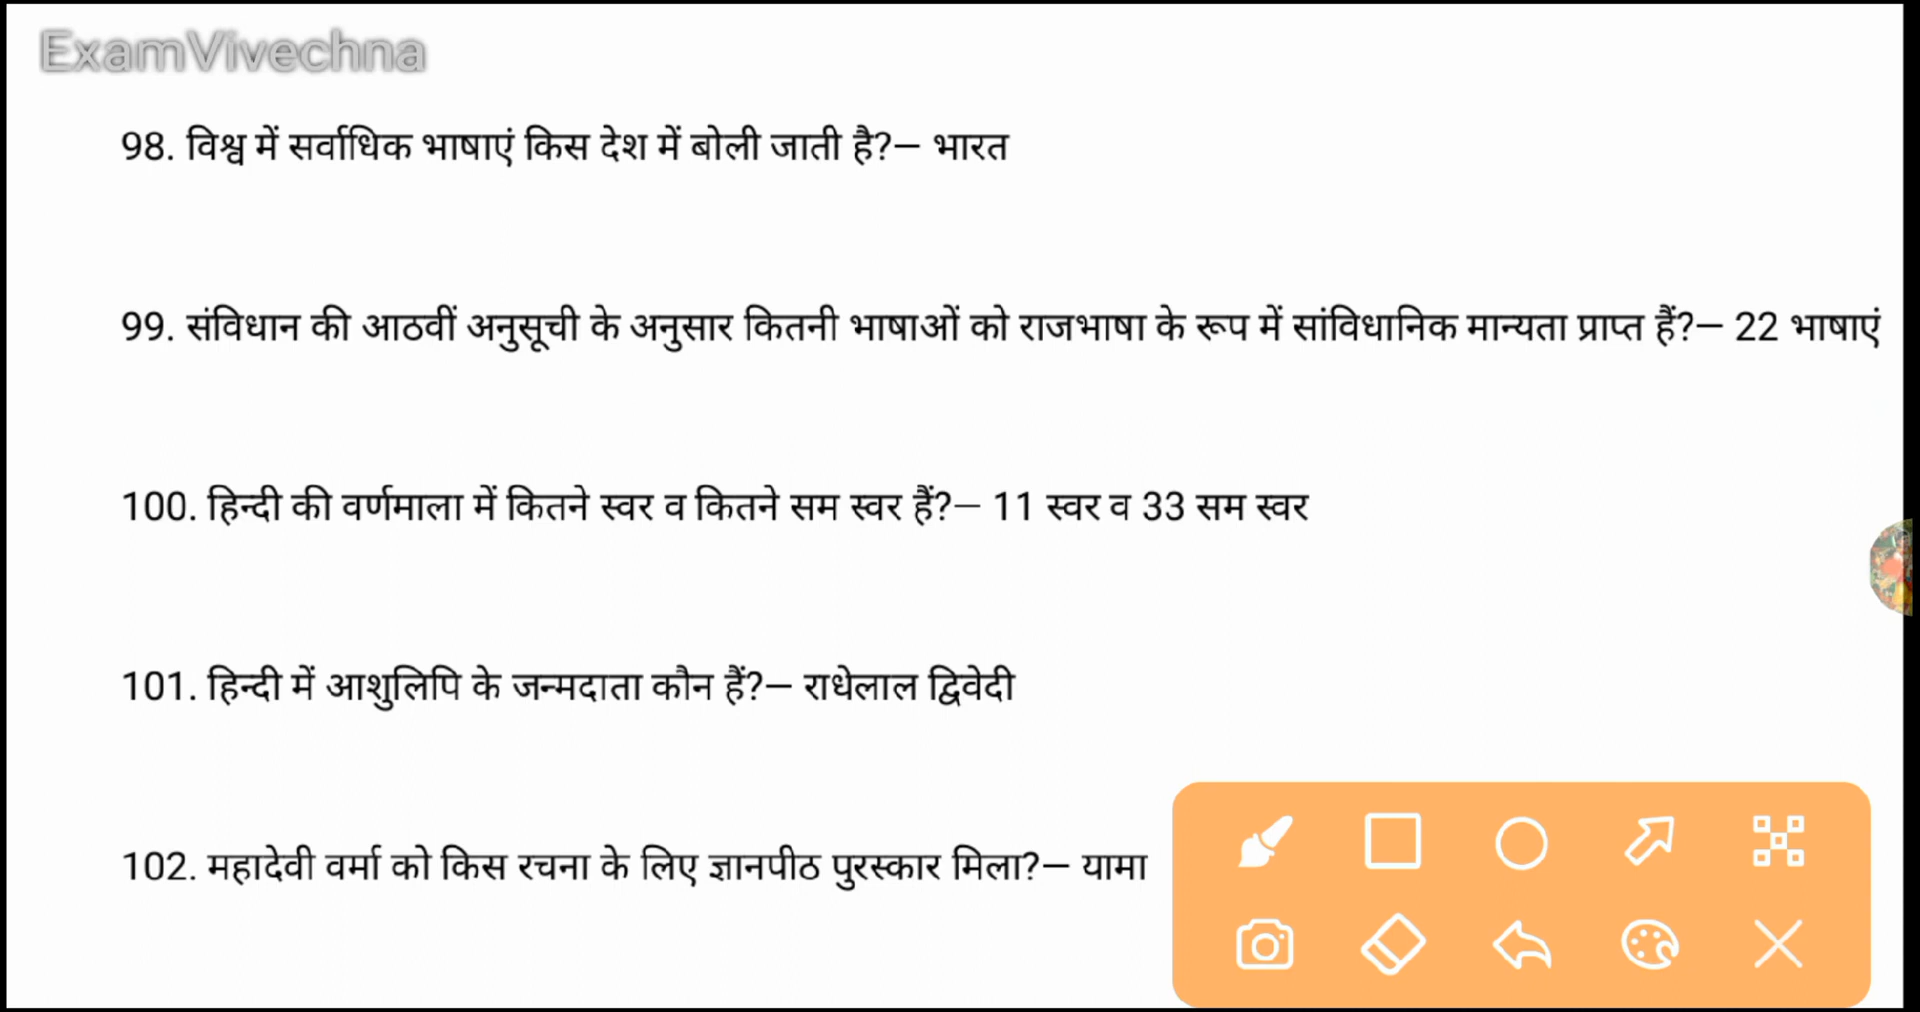 ExamVivechna
98. विश्व में सर्वाधिक भाषाएं किस देश में बोली जाती है?— भारत
99. संविधान की आठवीं अनुसूची के अनुसार कितनी भाषाओं को राजभाषा के रूप में सांविधानिक मान्यता प्राप्त हैं?— 22 भाषाएं
100. हिन्दी की वर्णमाला में कितने स्वर व कितने सम स्वर हैं?— 11 स्वर व 33 सम स्वर
101. हिन्दी में आशुलिपि के जन्मदाता कौन हैं?— राधेलाल द्विवेदी
102. महादेवी वर्मा को किस रचना के लिए ज्ञानपीठ पुरस्कार मिला?— यामा